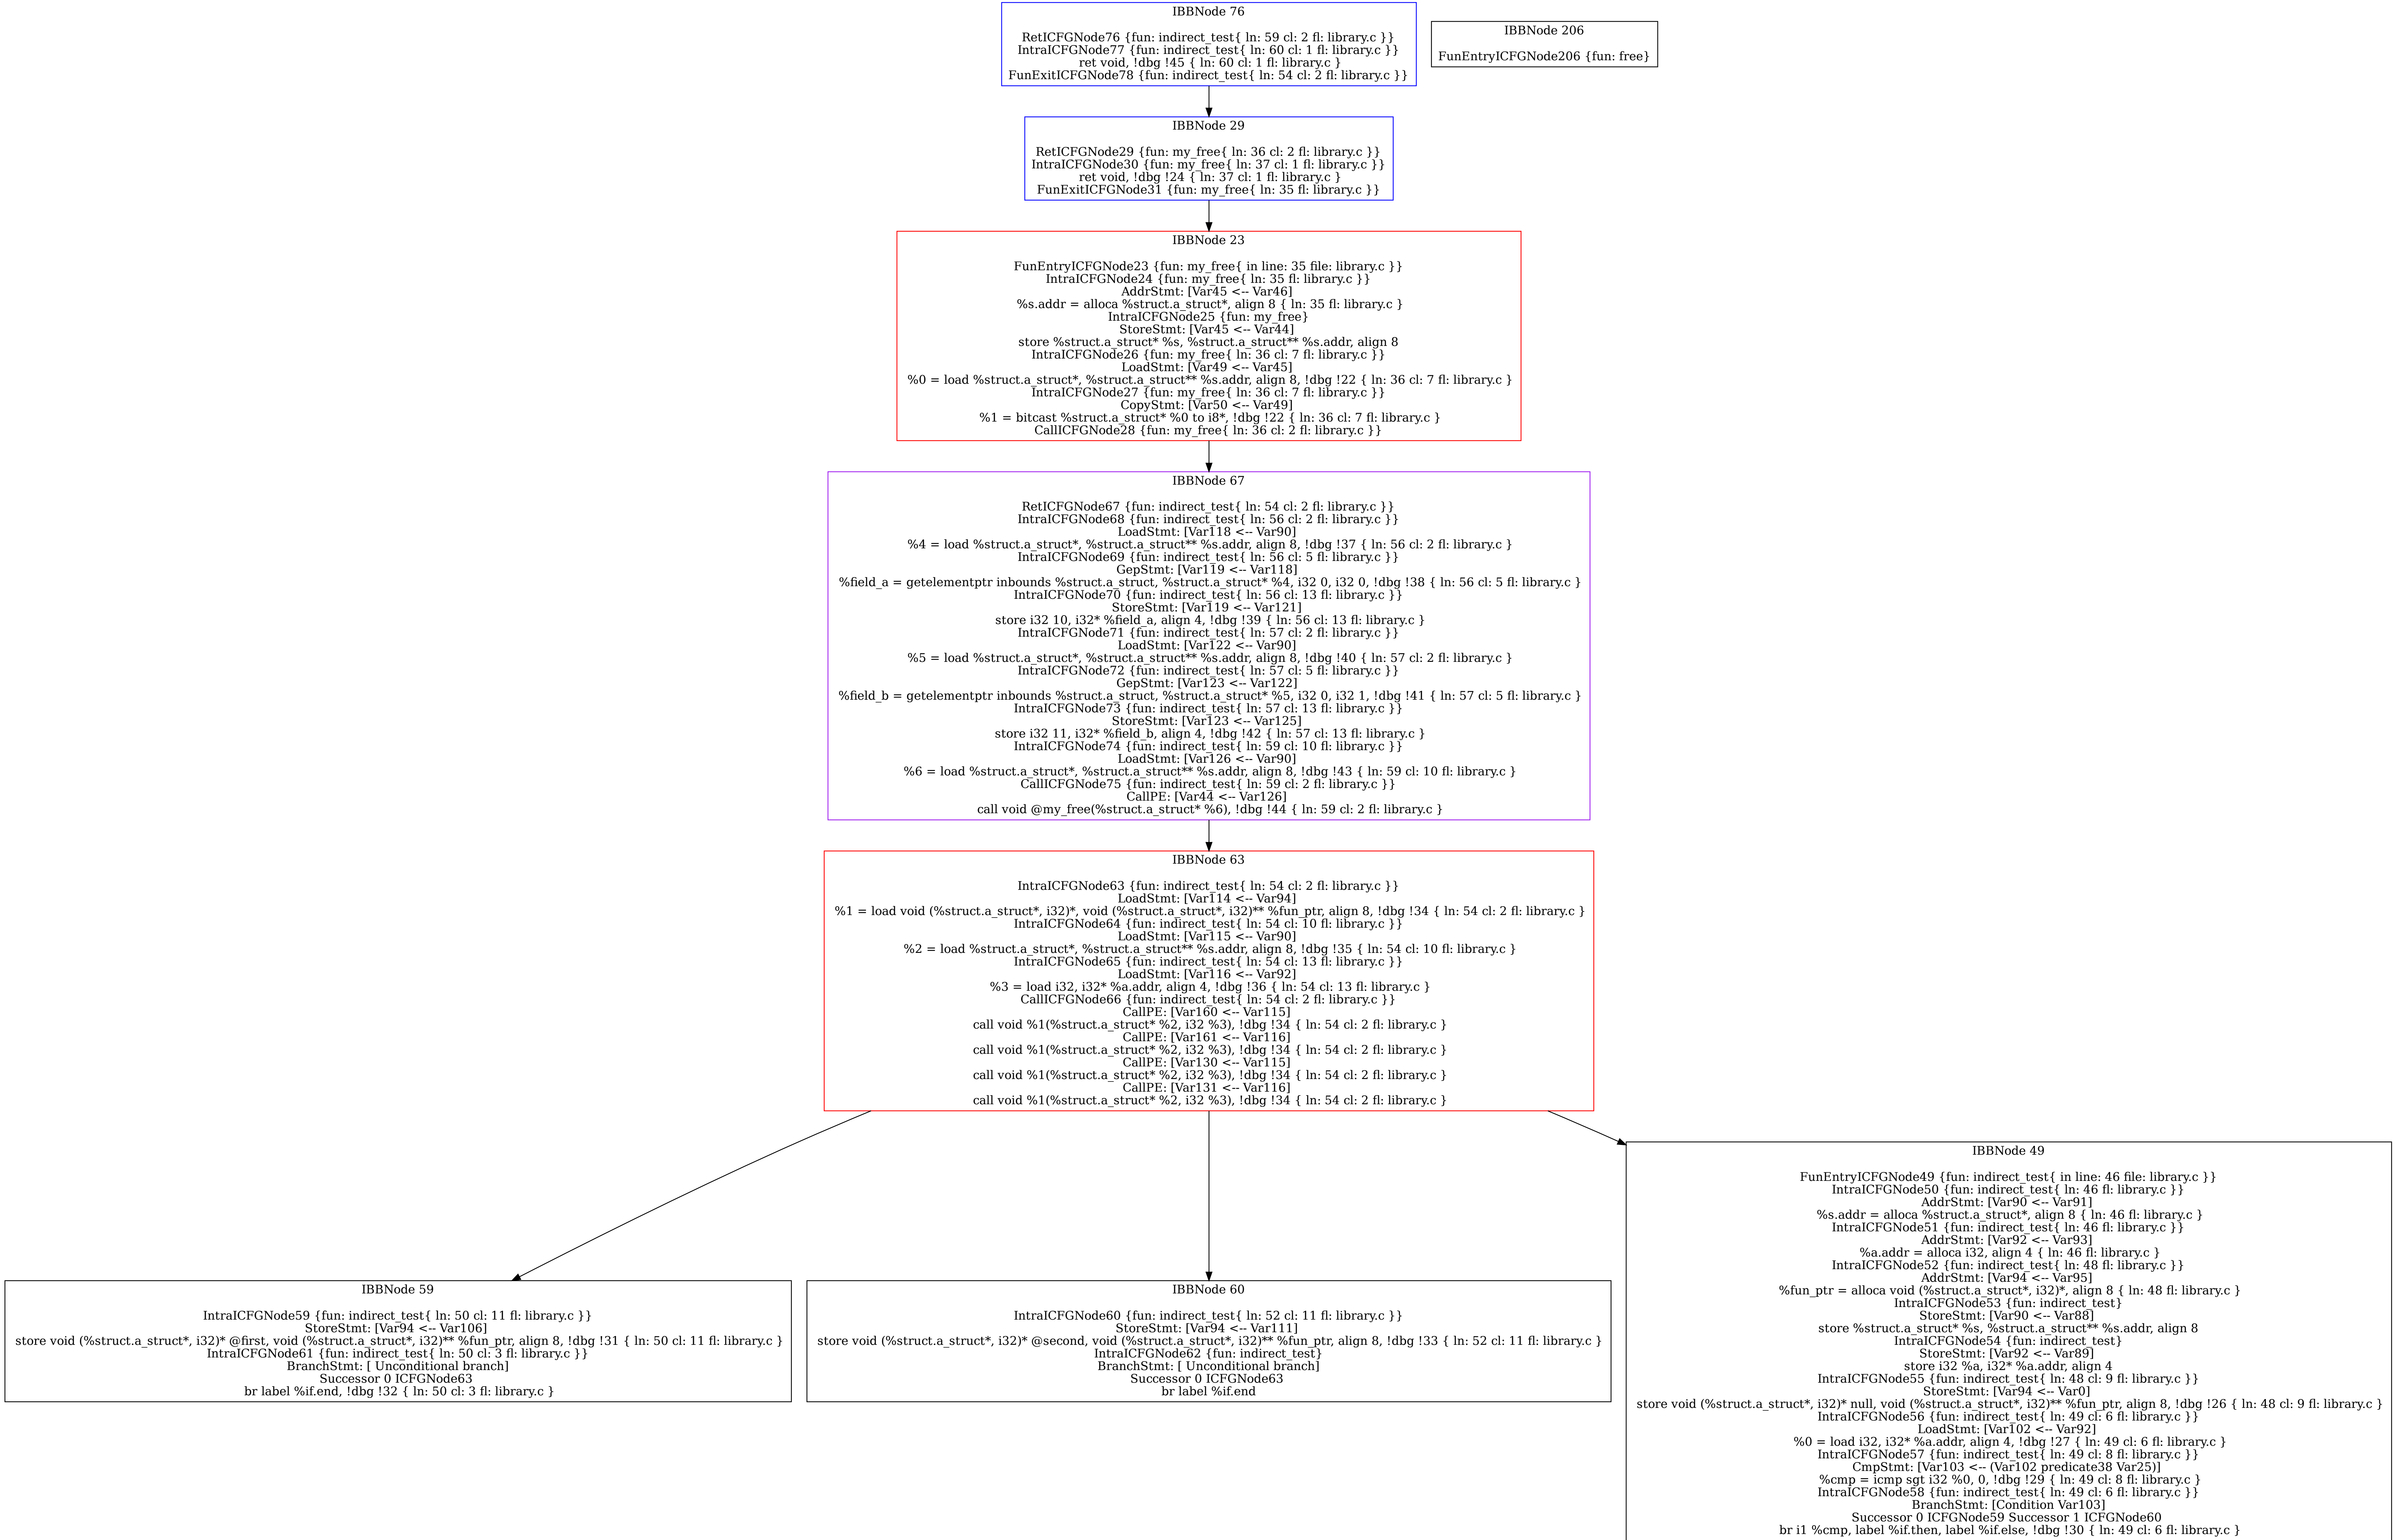 IBBNode 76
RetICFGNode76 {fun: indirect_test{ ln: 59 cl: 2 fl: library.c }}
IntraICFGNode77 {fun: indirect_test{ ln: 60 cl: 1 fl: library.c }}
ret void, !dbg !45 { ln: 60 cl: 1 fl: library.c }
FunExitICFGNode78 {fun: indirect_test{ ln: 54 cl: 2 fl: library.c }}
IBBNode 206
FunEntryICFGNode206 {fun: free}
IBBNode 29
RetICFGNode29 {fun: my_free{ ln: 36 cl: 2 fl: library.c }}
IntraICFGNode30 {fun: my_free{ ln: 37 cl: 1 fl: library.c }}
ret void, !dbg !24 { ln: 37 cl: 1 fl: library.c }
FunExitICFGNode31 {fun: my_free{ ln: 35 fl: library.c }}
IBBNode 23
FunEntryICFGNode23 {fun: my_free{ in line: 35 file: library.c }}
IntraICFGNode24 {fun: my_free{ ln: 35 fl: library.c }}
AddrStmt: [Var45 <-- Var46]
%s.addr = alloca %struct.a_struct*, align 8 { ln: 35 fl: library.c }
IntraICFGNode25 {fun: my_free}
StoreStmt: [Var45 <-- Var44]
store %struct.a_struct* %s, %struct.a_struct** %s.addr, align 8
IntraICFGNode26 {fun: my_free{ ln: 36 cl: 7 fl: library.c }}
LoadStmt: [Var49 <-- Var45]
%0 = load %struct.a_struct*, %struct.a_struct** %s.addr, align 8, !dbg !22 { ln: 36 cl: 7 fl: library.c }
IntraICFGNode27 {fun: my_free{ ln: 36 cl: 7 fl: library.c }}
CopyStmt: [Var50 <-- Var49]
%1 = bitcast %struct.a_struct* %0 to i8*, !dbg !22 { ln: 36 cl: 7 fl: library.c }
CallICFGNode28 {fun: my_free{ ln: 36 cl: 2 fl: library.c }}
IBBNode 67
RetICFGNode67 {fun: indirect_test{ ln: 54 cl: 2 fl: library.c }}
IntraICFGNode68 {fun: indirect_test{ ln: 56 cl: 2 fl: library.c }}
LoadStmt: [Var118 <-- Var90]
%4 = load %struct.a_struct*, %struct.a_struct** %s.addr, align 8, !dbg !37 { ln: 56 cl: 2 fl: library.c }
IntraICFGNode69 {fun: indirect_test{ ln: 56 cl: 5 fl: library.c }}
GepStmt: [Var119 <-- Var118]
%field_a = getelementptr inbounds %struct.a_struct, %struct.a_struct* %4, i32 0, i32 0, !dbg !38 { ln: 56 cl: 5 fl: library.c }
IntraICFGNode70 {fun: indirect_test{ ln: 56 cl: 13 fl: library.c }}
StoreStmt: [Var119 <-- Var121]
store i32 10, i32* %field_a, align 4, !dbg !39 { ln: 56 cl: 13 fl: library.c }
IntraICFGNode71 {fun: indirect_test{ ln: 57 cl: 2 fl: library.c }}
LoadStmt: [Var122 <-- Var90]
%5 = load %struct.a_struct*, %struct.a_struct** %s.addr, align 8, !dbg !40 { ln: 57 cl: 2 fl: library.c }
IntraICFGNode72 {fun: indirect_test{ ln: 57 cl: 5 fl: library.c }}
GepStmt: [Var123 <-- Var122]
%field_b = getelementptr inbounds %struct.a_struct, %struct.a_struct* %5, i32 0, i32 1, !dbg !41 { ln: 57 cl: 5 fl: library.c }
IntraICFGNode73 {fun: indirect_test{ ln: 57 cl: 13 fl: library.c }}
StoreStmt: [Var123 <-- Var125]
store i32 11, i32* %field_b, align 4, !dbg !42 { ln: 57 cl: 13 fl: library.c }
IntraICFGNode74 {fun: indirect_test{ ln: 59 cl: 10 fl: library.c }}
LoadStmt: [Var126 <-- Var90]
%6 = load %struct.a_struct*, %struct.a_struct** %s.addr, align 8, !dbg !43 { ln: 59 cl: 10 fl: library.c }
CallICFGNode75 {fun: indirect_test{ ln: 59 cl: 2 fl: library.c }}
CallPE: [Var44 <-- Var126]
call void @my_free(%struct.a_struct* %6), !dbg !44 { ln: 59 cl: 2 fl: library.c }
IBBNode 63
IntraICFGNode63 {fun: indirect_test{ ln: 54 cl: 2 fl: library.c }}
LoadStmt: [Var114 <-- Var94]
%1 = load void (%struct.a_struct*, i32)*, void (%struct.a_struct*, i32)** %fun_ptr, align 8, !dbg !34 { ln: 54 cl: 2 fl: library.c }
IntraICFGNode64 {fun: indirect_test{ ln: 54 cl: 10 fl: library.c }}
LoadStmt: [Var115 <-- Var90]
%2 = load %struct.a_struct*, %struct.a_struct** %s.addr, align 8, !dbg !35 { ln: 54 cl: 10 fl: library.c }
IntraICFGNode65 {fun: indirect_test{ ln: 54 cl: 13 fl: library.c }}
LoadStmt: [Var116 <-- Var92]
%3 = load i32, i32* %a.addr, align 4, !dbg !36 { ln: 54 cl: 13 fl: library.c }
CallICFGNode66 {fun: indirect_test{ ln: 54 cl: 2 fl: library.c }}
CallPE: [Var160 <-- Var115]
call void %1(%struct.a_struct* %2, i32 %3), !dbg !34 { ln: 54 cl: 2 fl: library.c }
CallPE: [Var161 <-- Var116]
call void %1(%struct.a_struct* %2, i32 %3), !dbg !34 { ln: 54 cl: 2 fl: library.c }
CallPE: [Var130 <-- Var115]
call void %1(%struct.a_struct* %2, i32 %3), !dbg !34 { ln: 54 cl: 2 fl: library.c }
CallPE: [Var131 <-- Var116]
call void %1(%struct.a_struct* %2, i32 %3), !dbg !34 { ln: 54 cl: 2 fl: library.c }
IBBNode 59
IntraICFGNode59 {fun: indirect_test{ ln: 50 cl: 11 fl: library.c }}
StoreStmt: [Var94 <-- Var106]
store void (%struct.a_struct*, i32)* @first, void (%struct.a_struct*, i32)** %fun_ptr, align 8, !dbg !31 { ln: 50 cl: 11 fl: library.c }
IntraICFGNode61 {fun: indirect_test{ ln: 50 cl: 3 fl: library.c }}
BranchStmt: [ Unconditional branch]
Successor 0 ICFGNode63
br label %if.end, !dbg !32 { ln: 50 cl: 3 fl: library.c }
IBBNode 60
IntraICFGNode60 {fun: indirect_test{ ln: 52 cl: 11 fl: library.c }}
StoreStmt: [Var94 <-- Var111]
store void (%struct.a_struct*, i32)* @second, void (%struct.a_struct*, i32)** %fun_ptr, align 8, !dbg !33 { ln: 52 cl: 11 fl: library.c }
IntraICFGNode62 {fun: indirect_test}
BranchStmt: [ Unconditional branch]
Successor 0 ICFGNode63
br label %if.end
IBBNode 49
FunEntryICFGNode49 {fun: indirect_test{ in line: 46 file: library.c }}
IntraICFGNode50 {fun: indirect_test{ ln: 46 fl: library.c }}
AddrStmt: [Var90 <-- Var91]
%s.addr = alloca %struct.a_struct*, align 8 { ln: 46 fl: library.c }
IntraICFGNode51 {fun: indirect_test{ ln: 46 fl: library.c }}
AddrStmt: [Var92 <-- Var93]
%a.addr = alloca i32, align 4 { ln: 46 fl: library.c }
IntraICFGNode52 {fun: indirect_test{ ln: 48 fl: library.c }}
AddrStmt: [Var94 <-- Var95]
%fun_ptr = alloca void (%struct.a_struct*, i32)*, align 8 { ln: 48 fl: library.c }
IntraICFGNode53 {fun: indirect_test}
StoreStmt: [Var90 <-- Var88]
store %struct.a_struct* %s, %struct.a_struct** %s.addr, align 8
IntraICFGNode54 {fun: indirect_test}
StoreStmt: [Var92 <-- Var89]
store i32 %a, i32* %a.addr, align 4
IntraICFGNode55 {fun: indirect_test{ ln: 48 cl: 9 fl: library.c }}
StoreStmt: [Var94 <-- Var0]
store void (%struct.a_struct*, i32)* null, void (%struct.a_struct*, i32)** %fun_ptr, align 8, !dbg !26 { ln: 48 cl: 9 fl: library.c }
IntraICFGNode56 {fun: indirect_test{ ln: 49 cl: 6 fl: library.c }}
LoadStmt: [Var102 <-- Var92]
%0 = load i32, i32* %a.addr, align 4, !dbg !27 { ln: 49 cl: 6 fl: library.c }
IntraICFGNode57 {fun: indirect_test{ ln: 49 cl: 8 fl: library.c }}
CmpStmt: [Var103 <-- (Var102 predicate38 Var25)]
%cmp = icmp sgt i32 %0, 0, !dbg !29 { ln: 49 cl: 8 fl: library.c }
IntraICFGNode58 {fun: indirect_test{ ln: 49 cl: 6 fl: library.c }}
BranchStmt: [Condition Var103]
Successor 0 ICFGNode59 Successor 1 ICFGNode60
br i1 %cmp, label %if.then, label %if.else, !dbg !30 { ln: 49 cl: 6 fl: library.c }